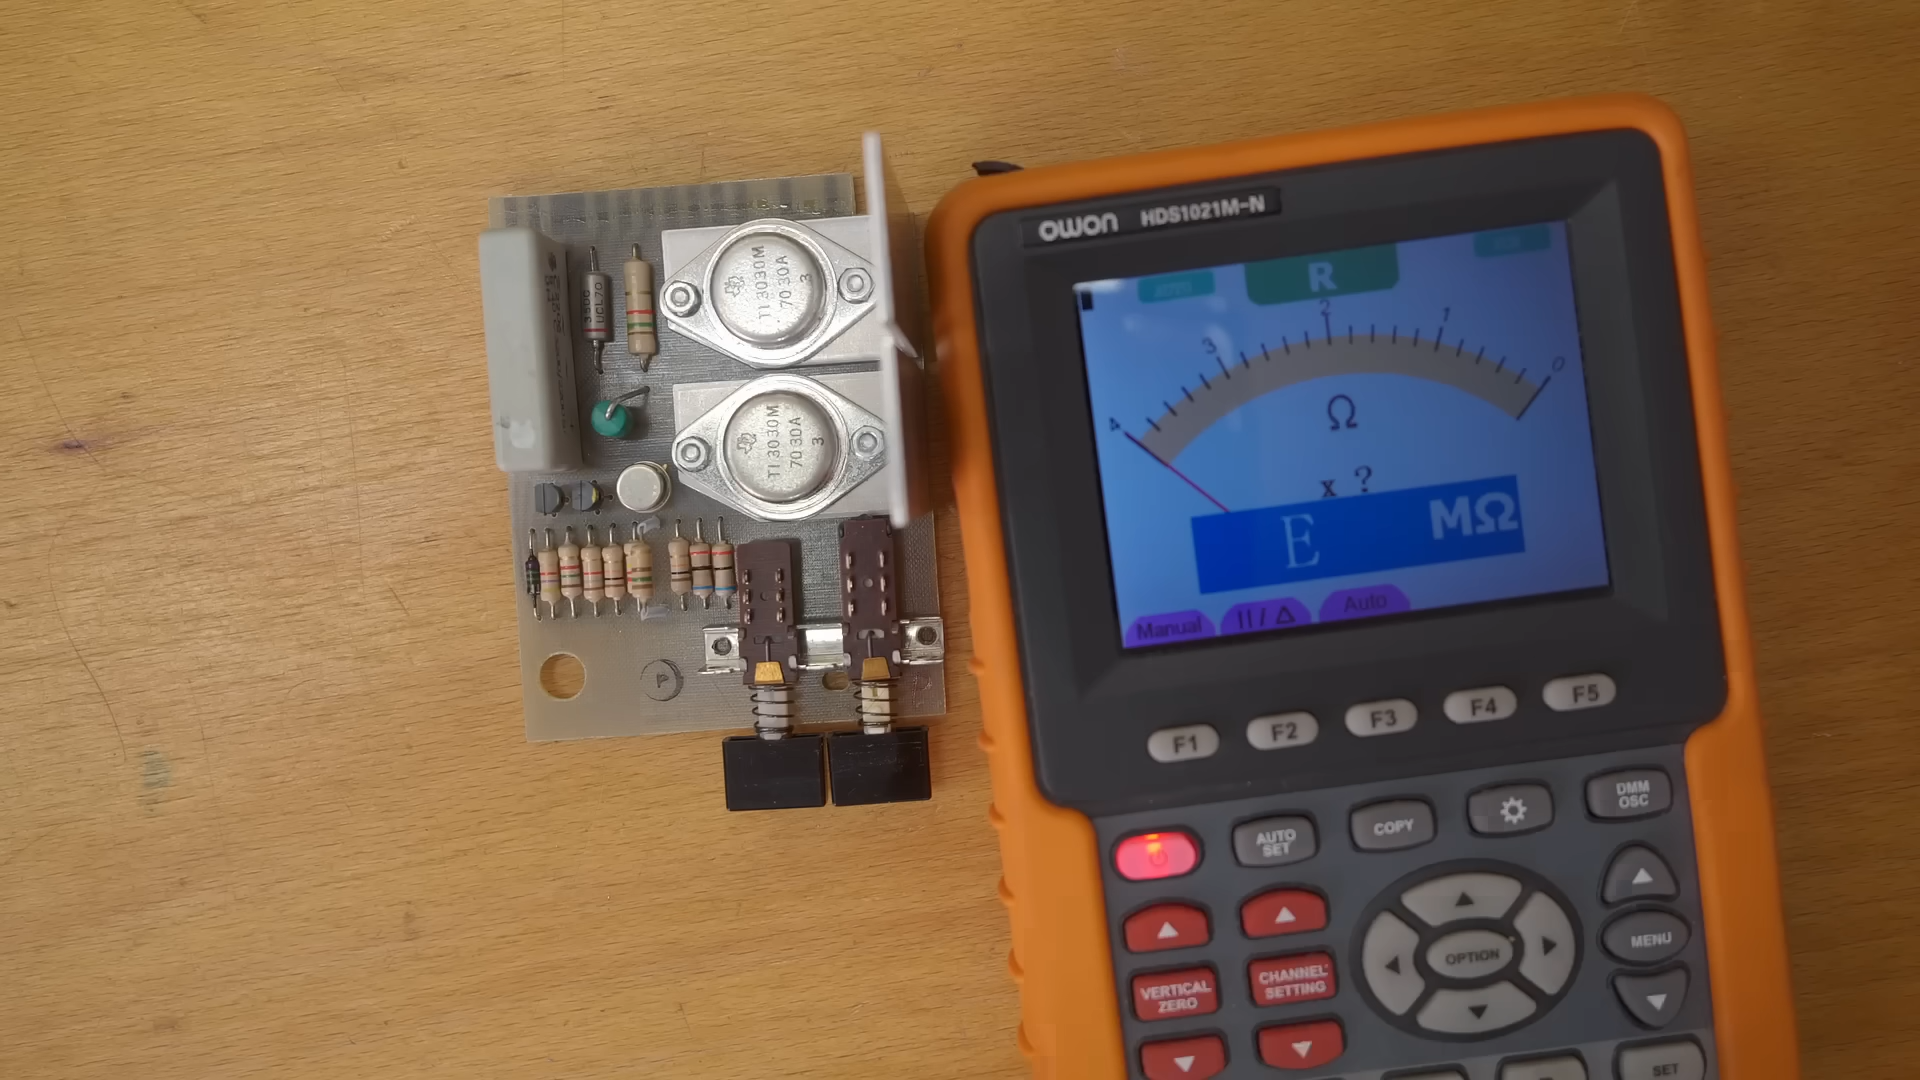 TI 3030M
7030A
3
TI 3030M
7030A
3
UCL70
P
P
OWON HDS1021M-N
R
4 3 2 1 0
Ω
x ?
E MΩ
Manual || / Δ Auto
F1 F2 F3 F4 F5
AUTO SET
COPY
DMM OSC
VERTICAL ZERO
CHANNEL SETTING
OPTION
MENU
SET